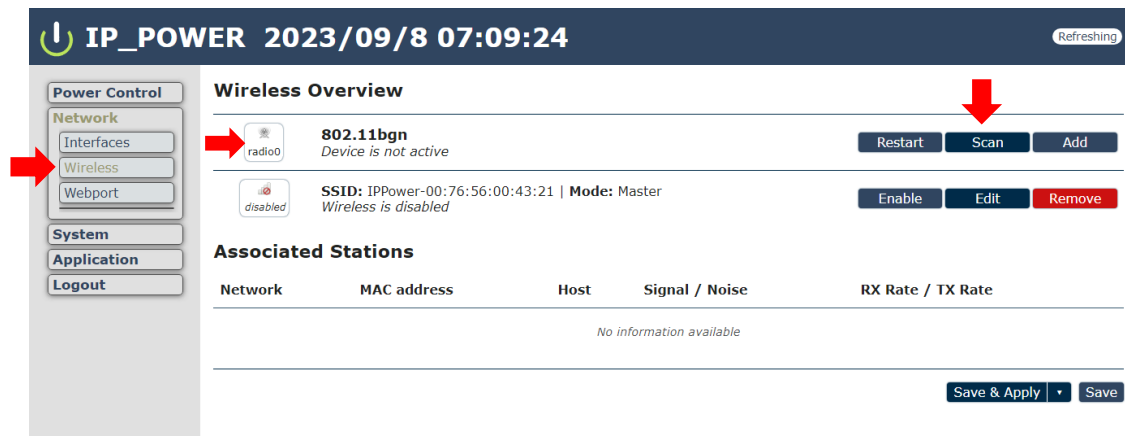 IP_POWER 2023/09/8 07:09:24
Refreshing
Power Control
Network
Interfaces
Wireless
Webport
System
Application
Logout
Wireless Overview
radio0
802.11bgn
Device is not active
Restart
Scan
Add
disabled
SSID: IPPower-00:76:56:00:43:21 | Mode: Master
Wireless is disabled
Enable
Edit
Remove
Associated Stations
Network MAC address Host Signal / Noise RX Rate / TX Rate
No information available
Save & Apply
Save